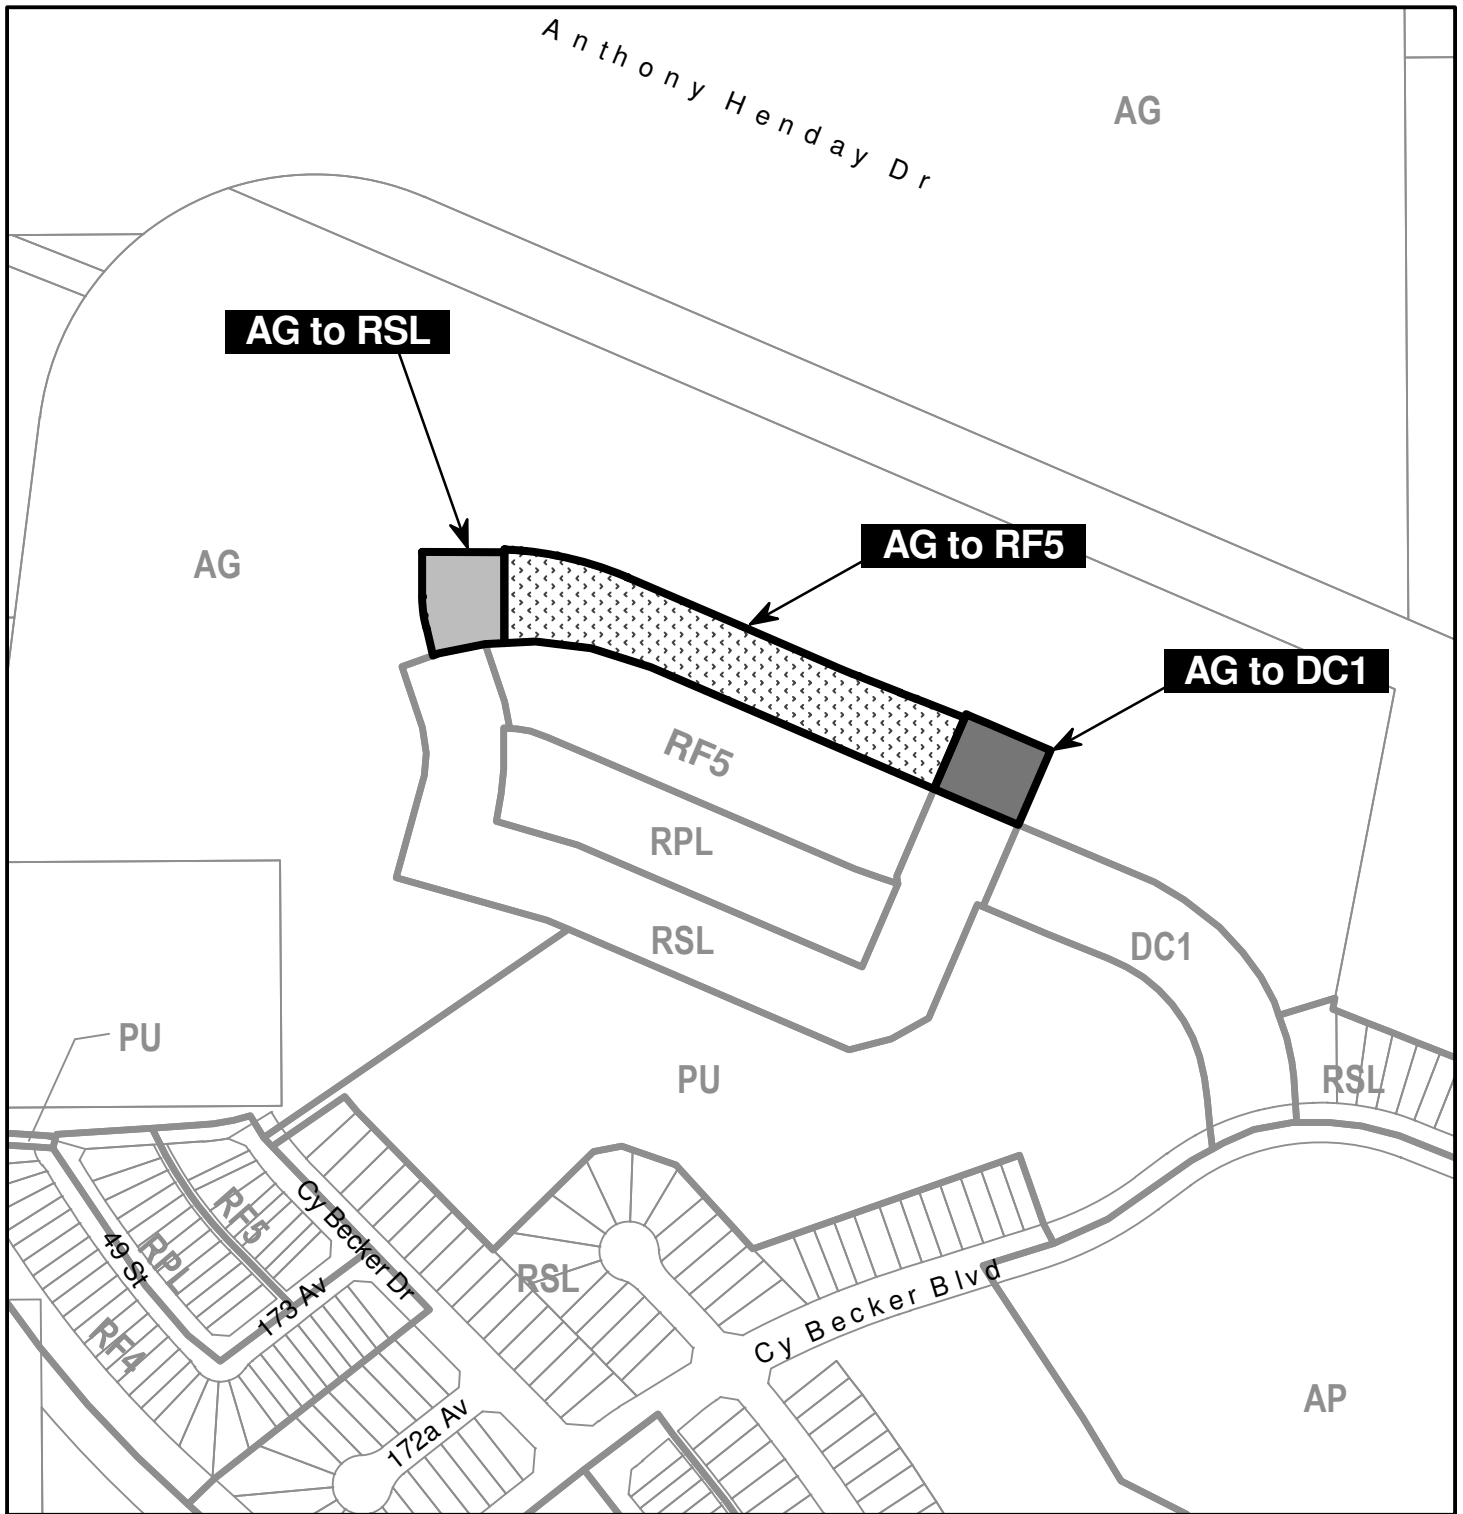 Anthony Henday Dr
AG
AG to RSL
AG to RF5
AG
AG to DC1
RF5
RPL
RSL
DC1
PU
PU
RSL
RF5
Cy Becker Dr
49 St
RPL
173 Av
RSL
Cy Becker Blvd
RF4
AP
172a Av